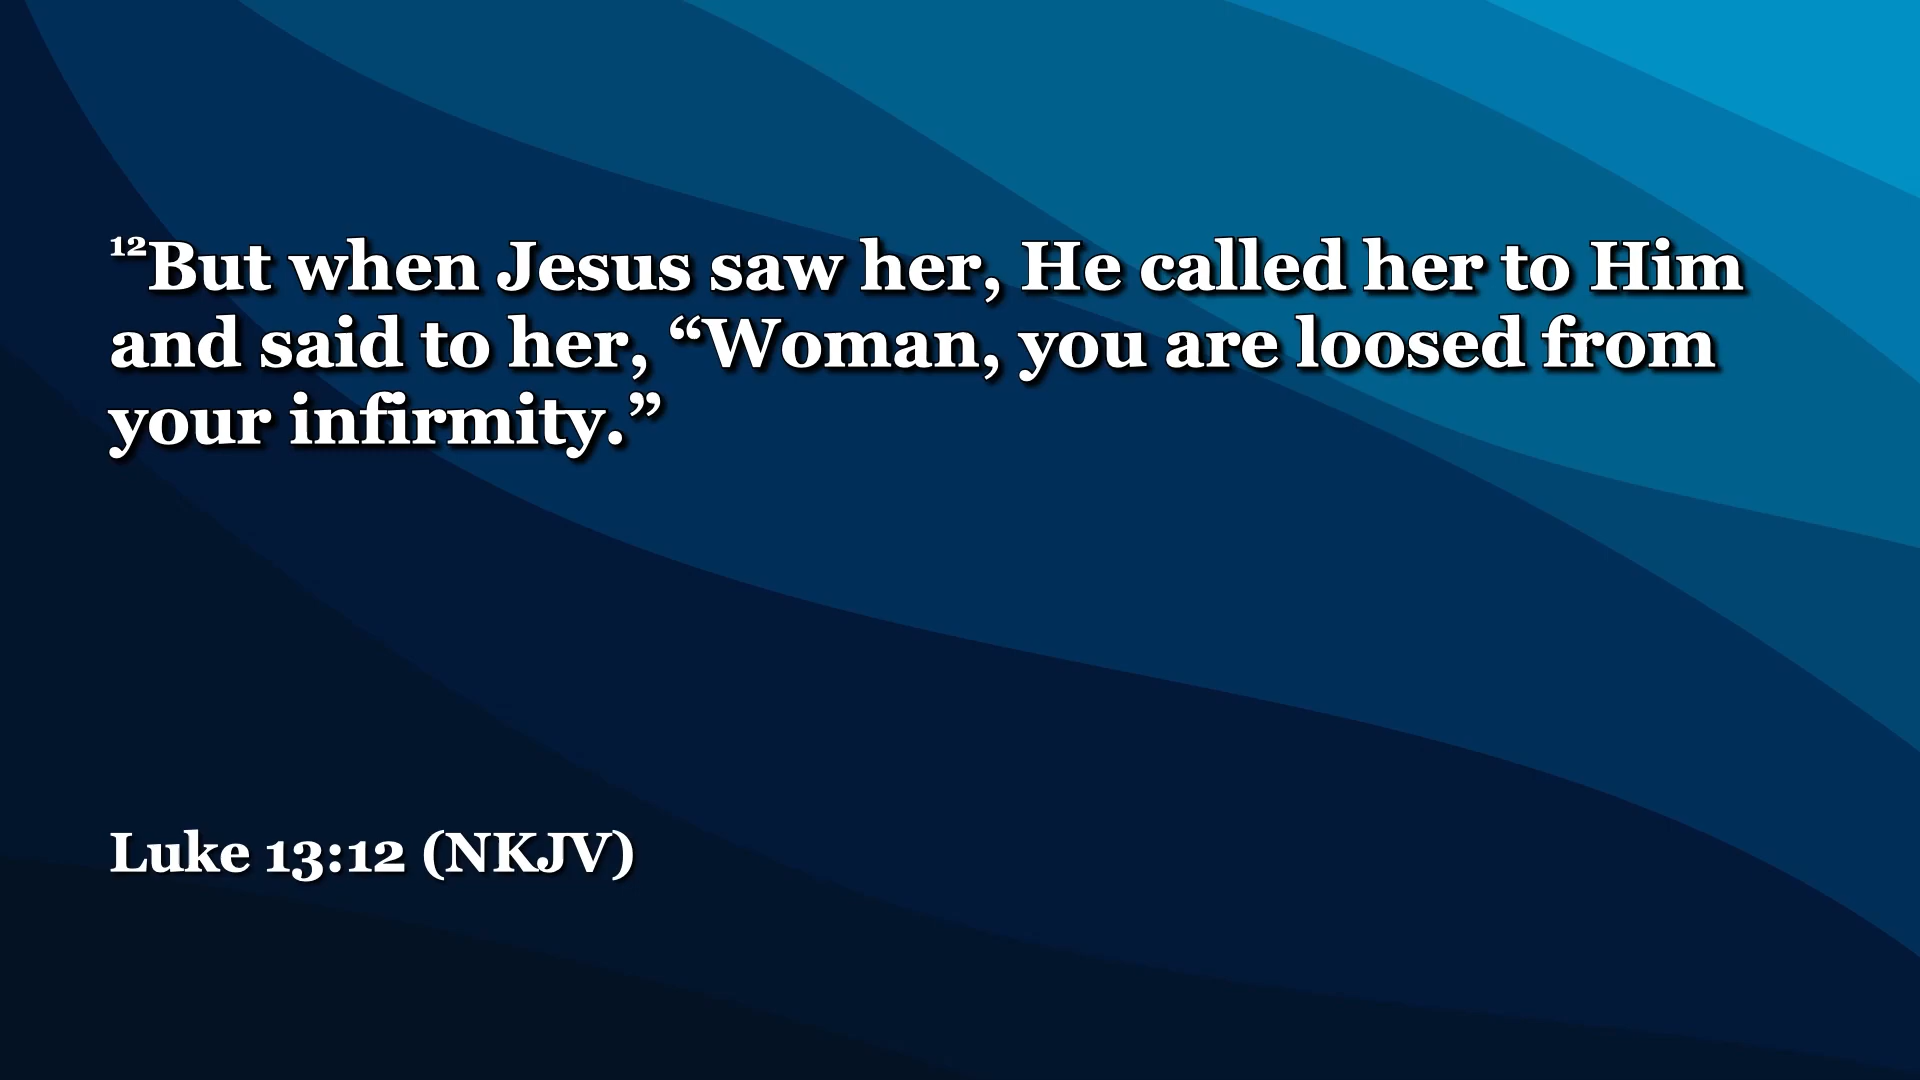 ¹²But when Jesus saw her, He called her to Him
and said to her, “Woman, you are loosed from
your infirmity.”
Luke 13:12 (NKJV)